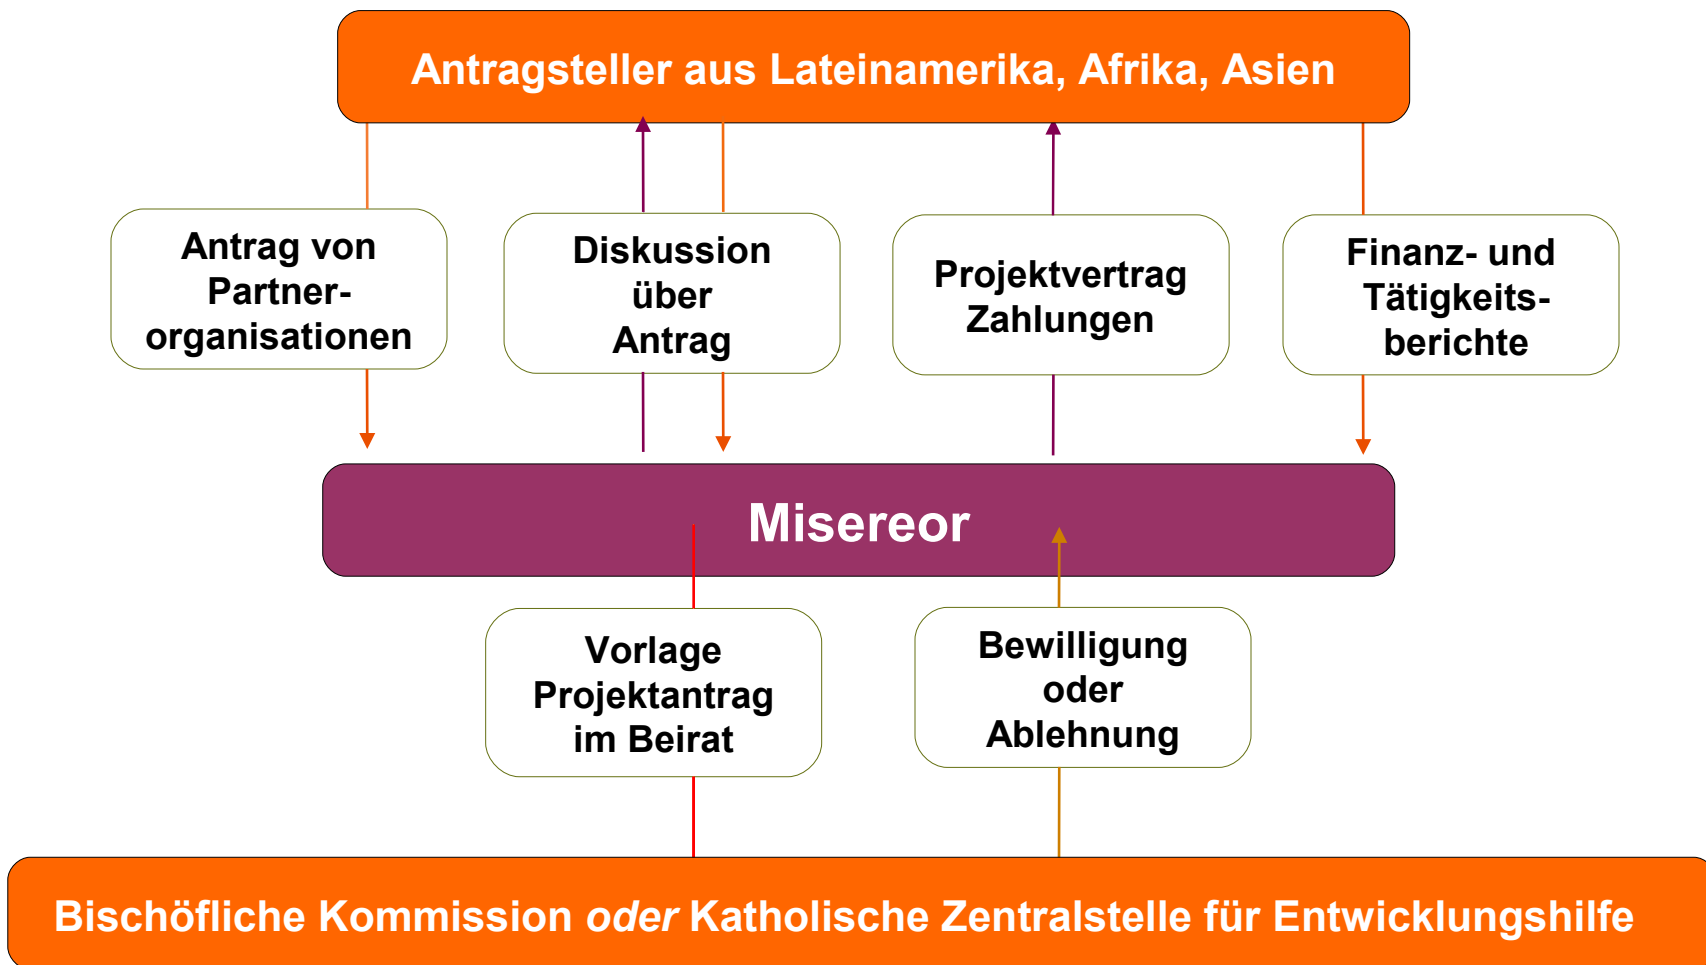 Antragsteller aus Lateinamerika, Afrika, Asien
Antrag von
Partner-
organisationen
Diskussion
über
Antrag
Projektvertrag
Zahlungen
Finanz- und
Tätigkeits-
berichte
Misereor
Vorlage
Projektantrag
im Beirat
Bewilligung
oder
Ablehnung
Bischöfliche Kommission oder Katholische Zentralstelle für Entwicklungshilfe